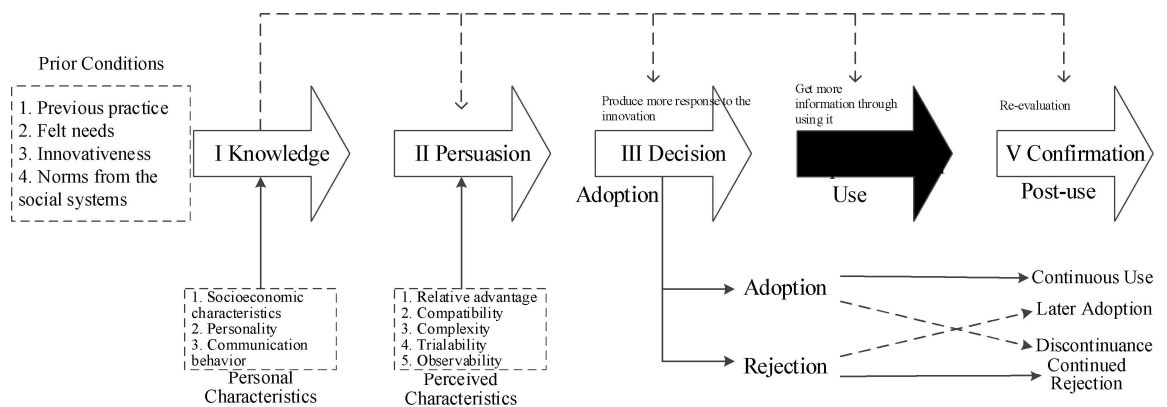 Prior Conditions
1. Previous practice
2. Felt needs
3. Innovativeness
4. Norms from the
social systems
I Knowledge
1. Socioeconomic
characteristics
2. Personality
3. Communication
behavior
Personal
Characteristics
II Persuasion
1. Relative advantage
2. Compatibility
3. Complexity
4. Trialability
5. Observability
Perceived
Characteristics
Produce more response to the
innovation
III Decision
Adoption
Get more
information through
using it
Use
Re-evaluation
V Confirmation
Post-use
Adoption
Rejection
Continuous Use
Later Adoption
Discontinuance
Continued
Rejection